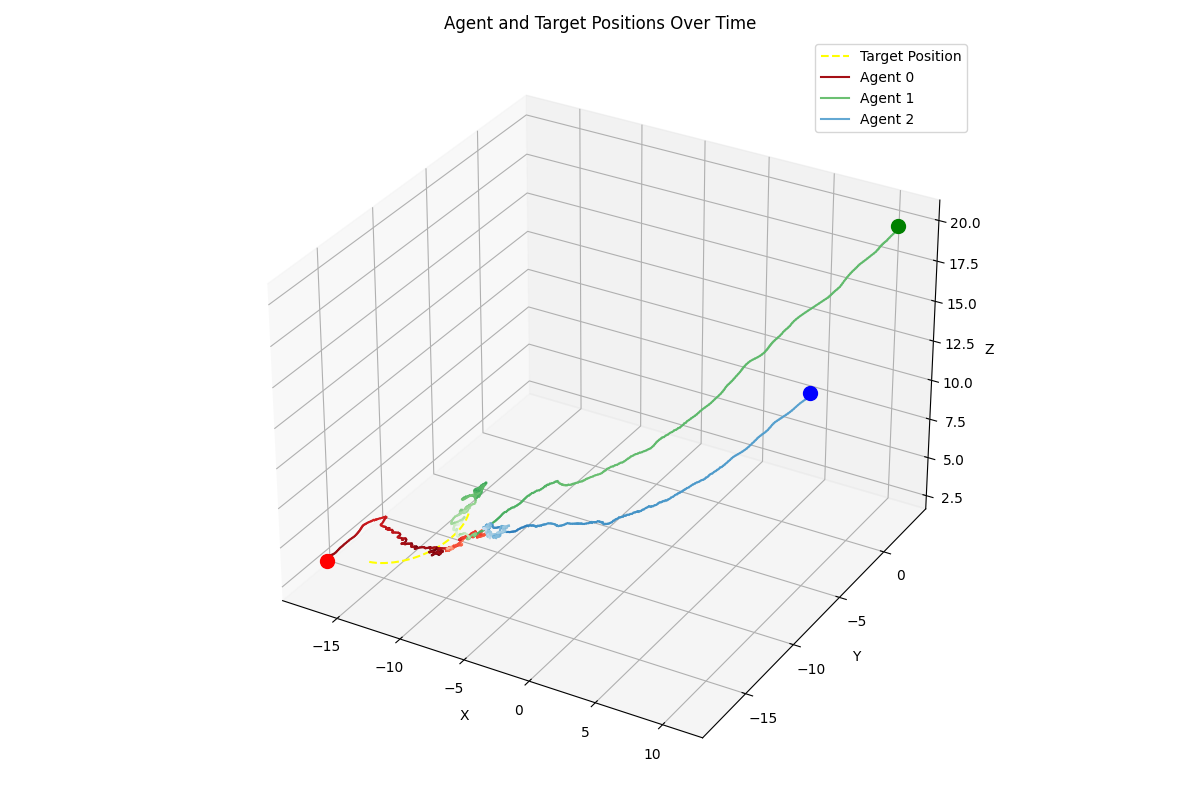 Agent and Target Positions Over Time
Target Position
Agent 0
Agent 1
Agent 2
20.0
17.5
15.0
Z
12.5
10.0
7.5
5.0
2.5
0
−5
Y
−10
−15
−15
−10
−5
X
0
5
10